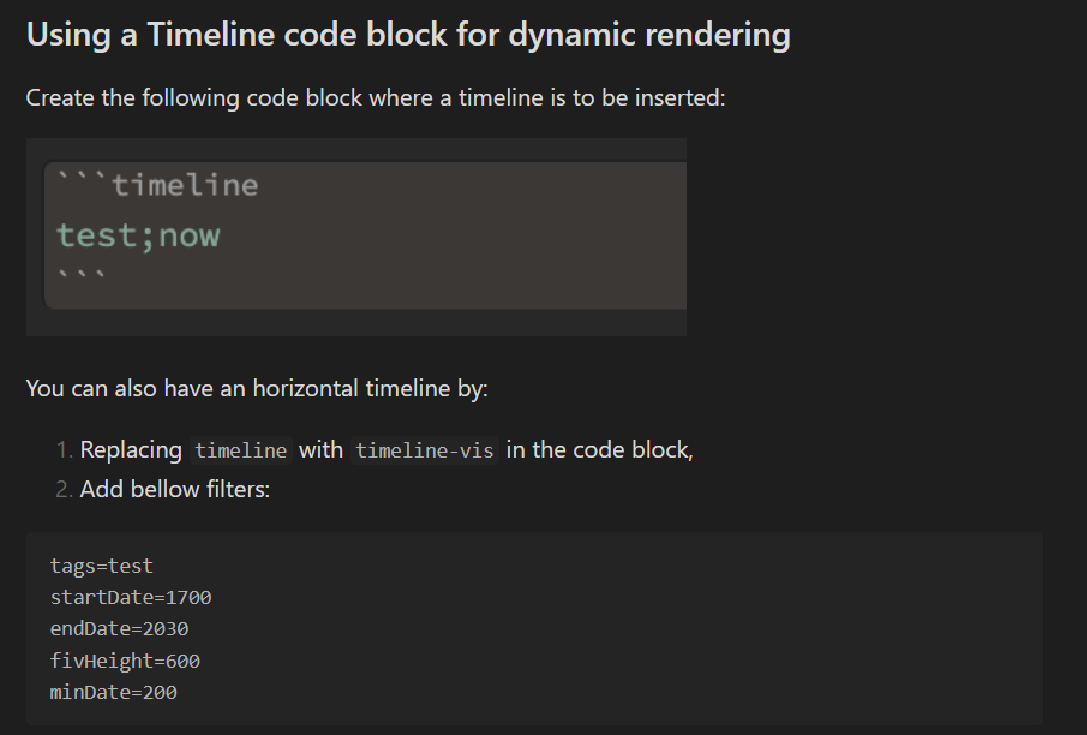 Using a Timeline code block for dynamic rendering
Create the following code block where a timeline is to be inserted:
```timeline
test;now
```
You can also have an horizontal timeline by:
1. Replacing timeline with timeline-vis in the code block,
2. Add bellow filters:
tags=test
startDate=1700
endDate=2030
fivHeight=600
minDate=200